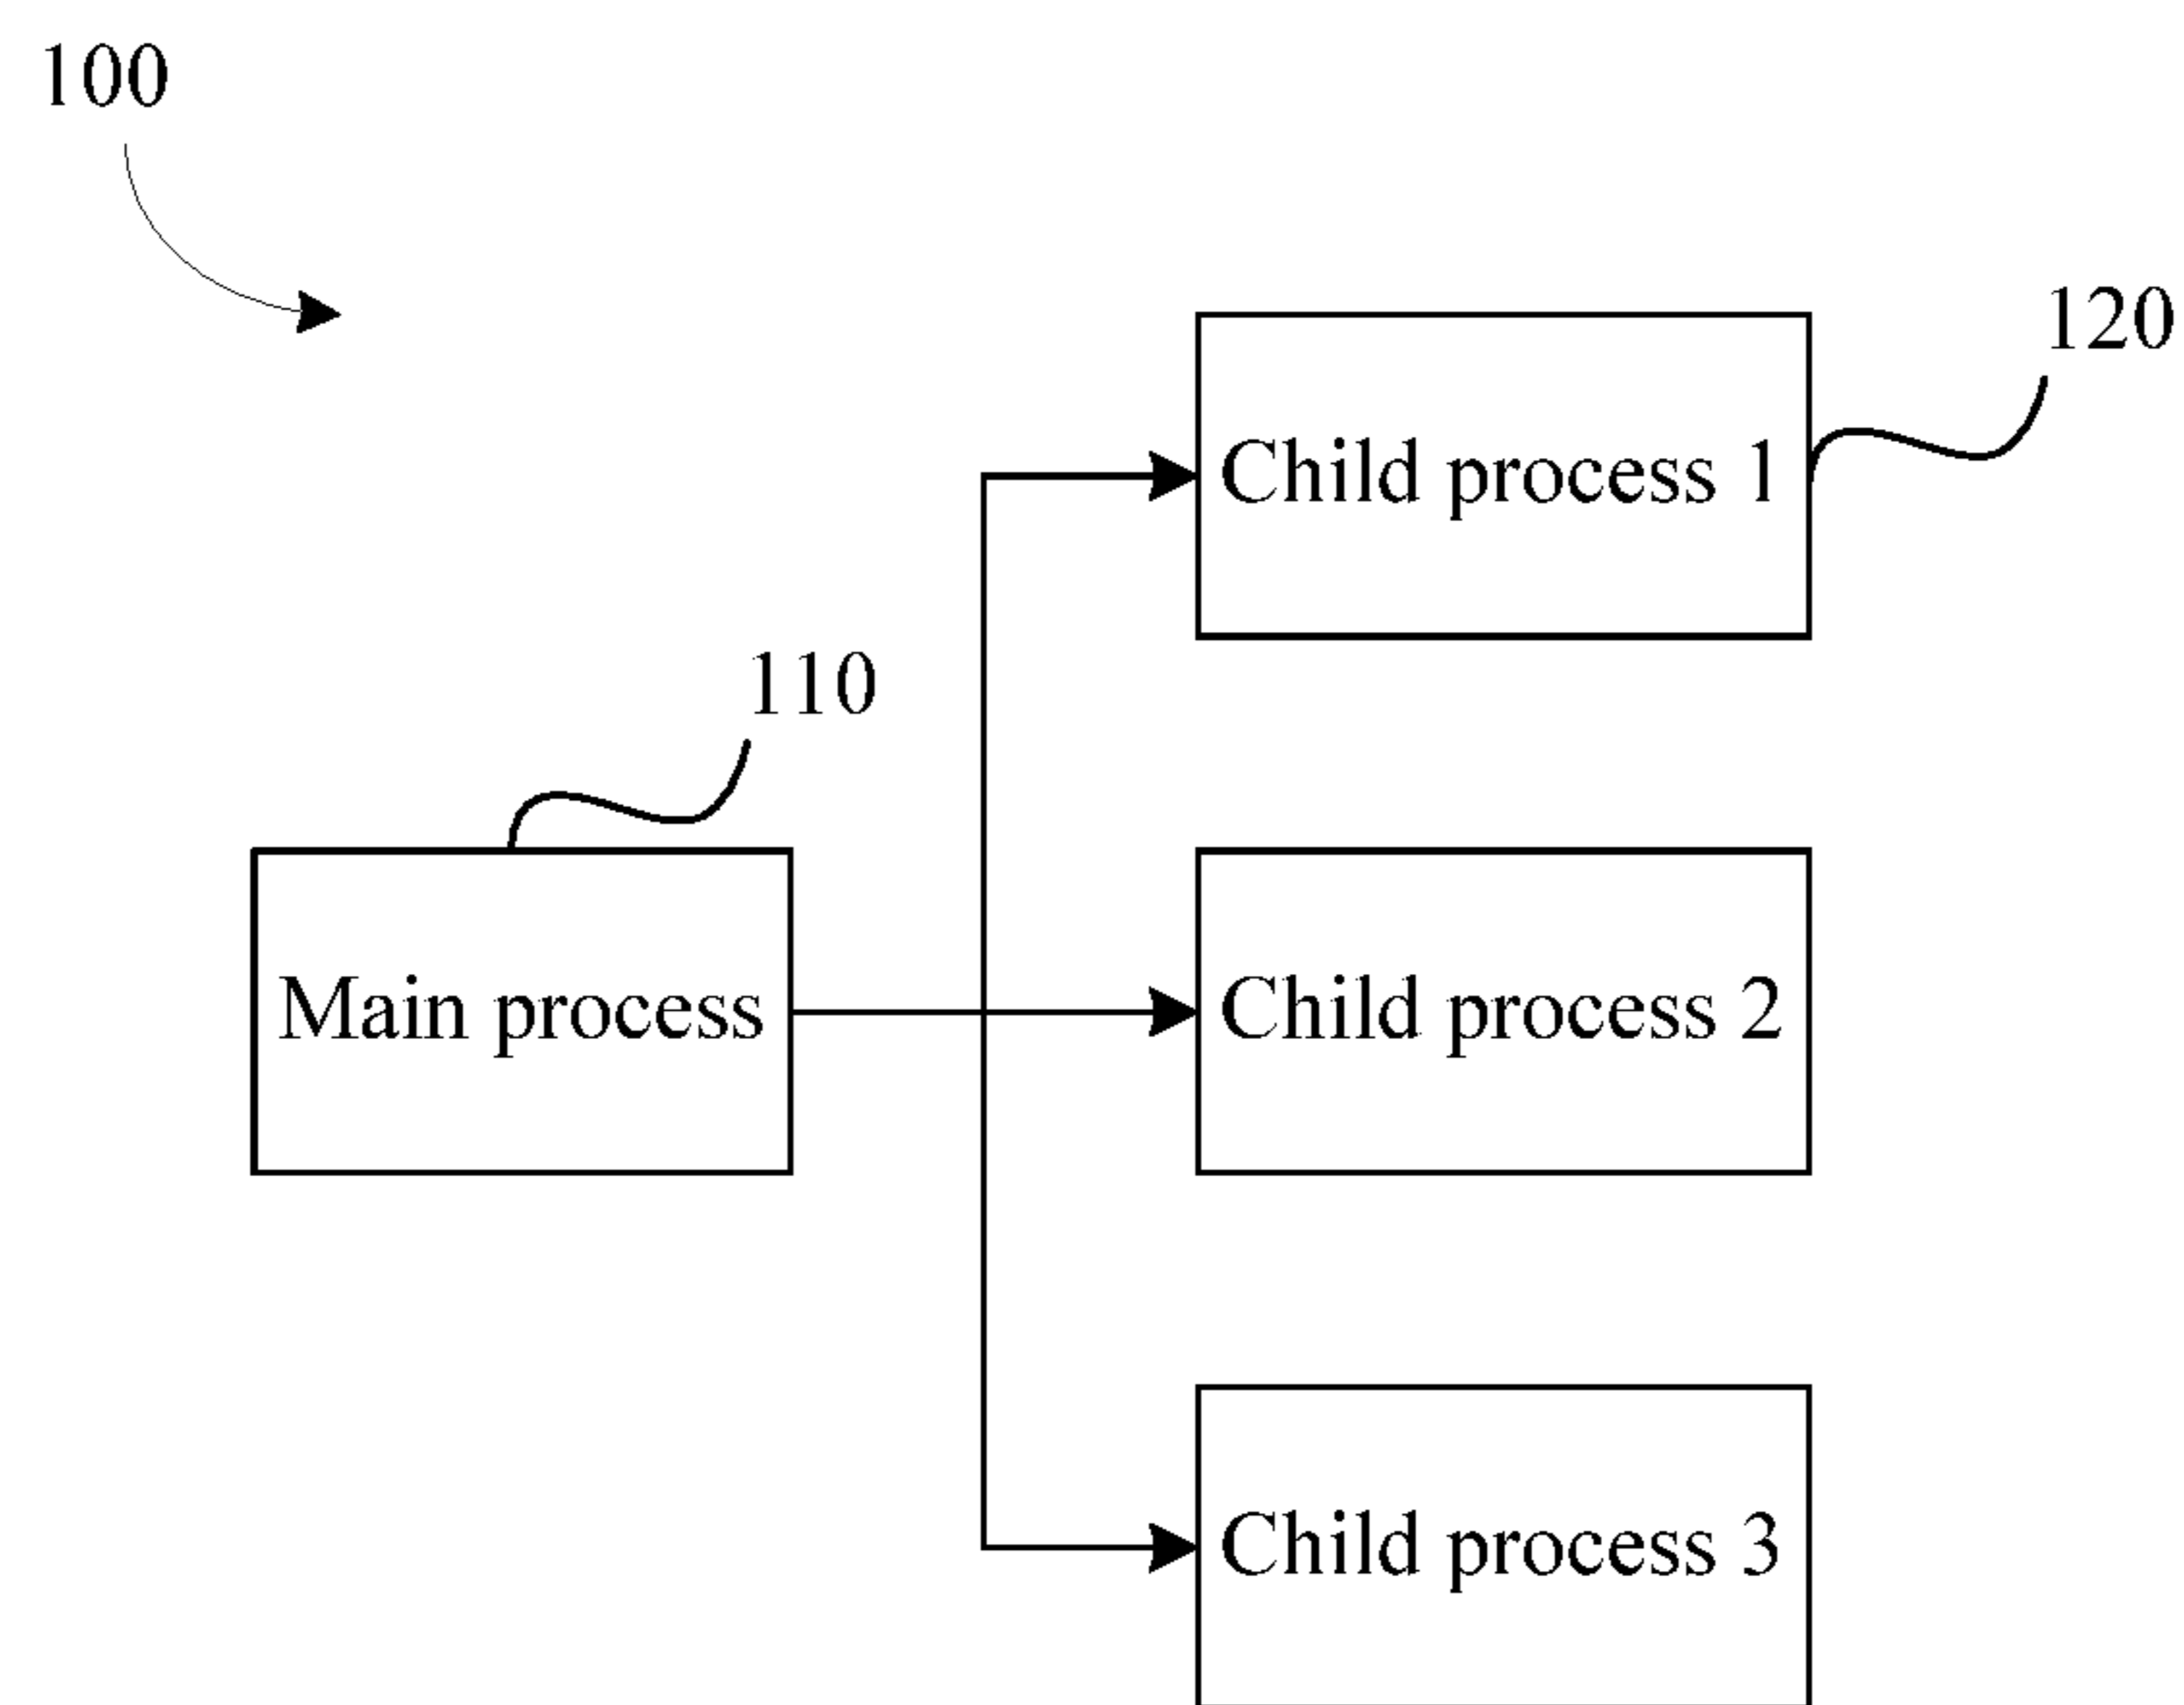 100
120
Child process 1
110
Main process
Child process 2
Child process 3